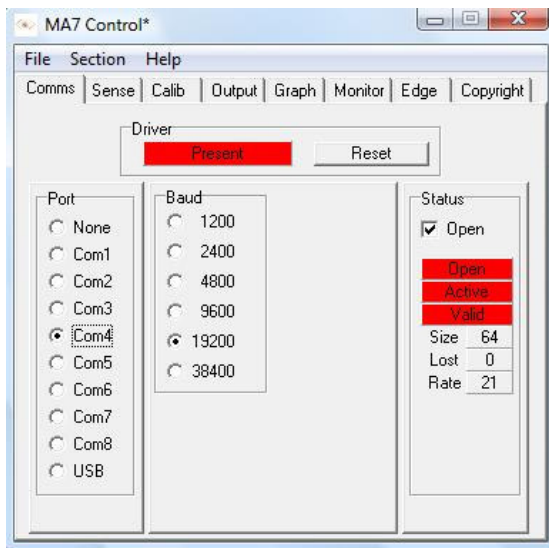 MA7 Control*
File Section Help
Comms Sense Calib Output Graph Monitor Edge Copyright
Driver
Present Reset
Port
None
Com1
Com2
Com3
Com4
Com5
Com6
Com7
Com8
USB
Baud
1200
2400
4800
9600
19200
38400
Status
Open
Open
Active
Valid
Size 64
Lost 0
Rate 21